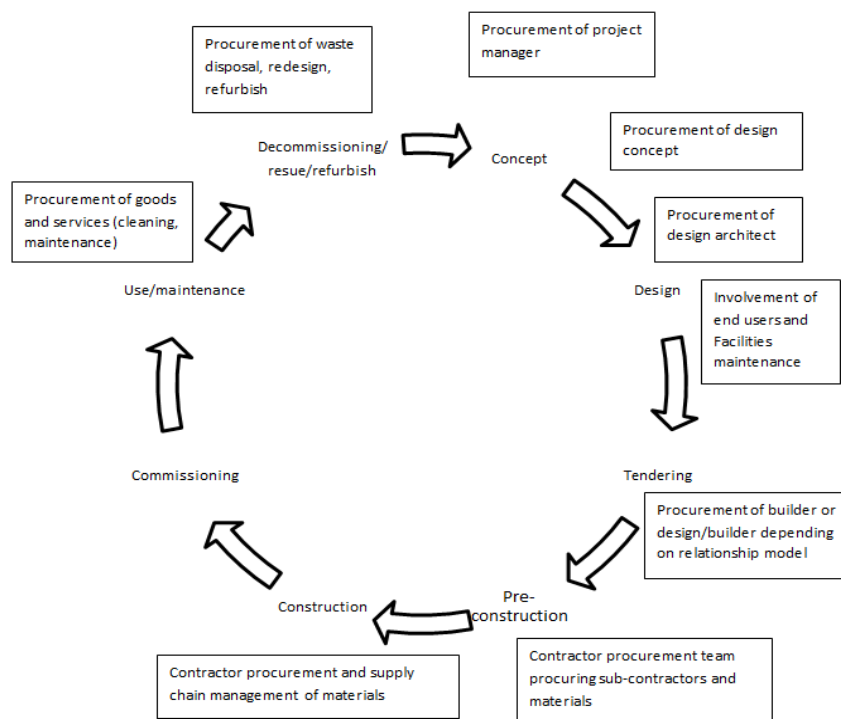 Procurement of waste
disposal, redesign,
refurbish
Procurement of project
manager
Decommissioning/
resue/refurbish
Concept
Procurement of design
concept
Procurement of goods
and services (cleaning,
maintenance)
Procurement of
design architect
Use/maintenance
Design
Involvement of
end users and
Facilities
maintenance
Commissioning
Tendering
Procurement of builder or
design/builder depending
on relationship model
Construction
Pre-
construction
Contractor procurement and supply
chain management of materials
Contractor procurement team
procuring sub-contractors and
materials